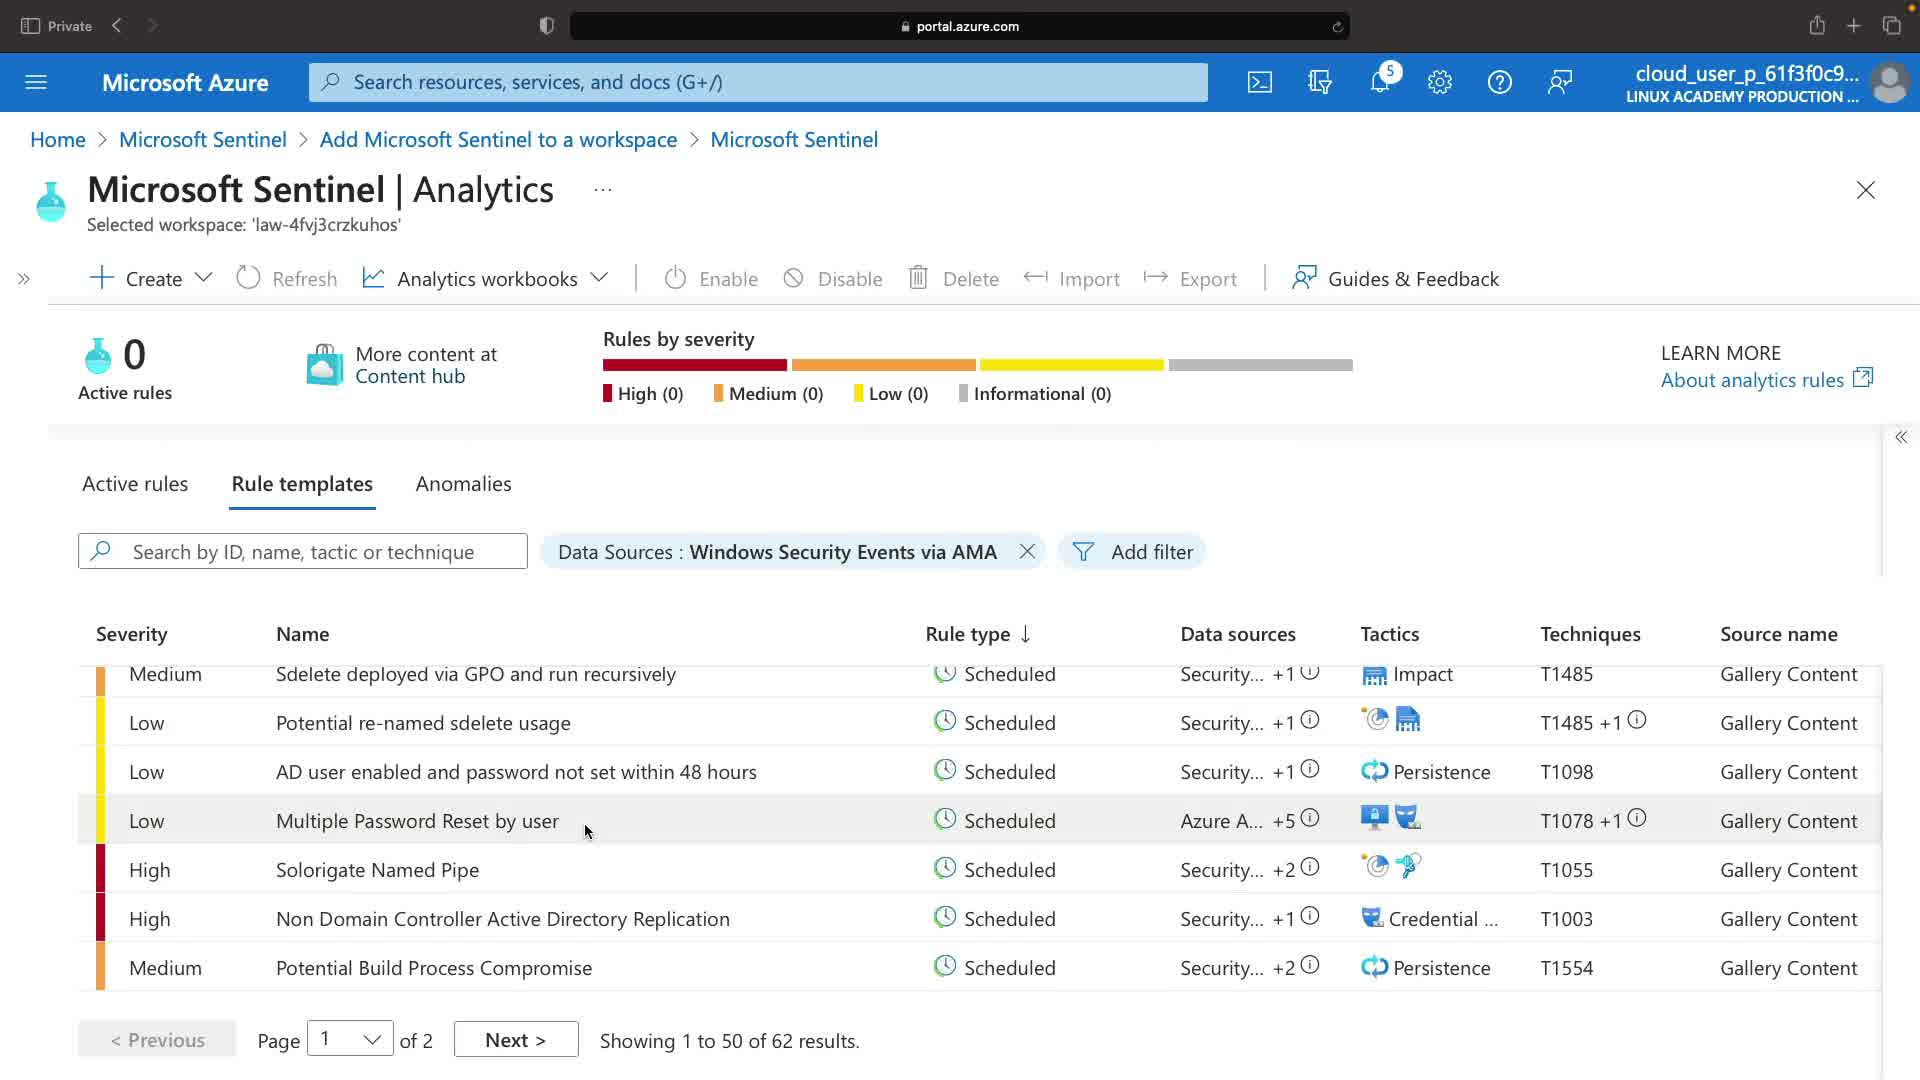 Private
portal.azure.com
Microsoft Azure
Search resources, services, and docs (G+/)
5
cloud_user_p_61f3f0c9...
LINUX ACADEMY PRODUCTION ...
Home > Microsoft Sentinel > Add Microsoft Sentinel to a workspace > Microsoft Sentinel
Microsoft Sentinel | Analytics ...
Selected workspace: 'law-4fvj3crzkuhos'
Create Refresh Analytics workbooks Enable Disable Delete Import Export Guides & Feedback
0
Active rules
More content at
Content hub
Rules by severity
High (0) Medium (0) Low (0) Informational (0)
LEARN MORE
About analytics rules
Active rules Rule templates Anomalies
Search by ID, name, tactic or technique Data Sources : Windows Security Events via AMA Add filter
Severity Name Rule type ↓ Data sources Tactics Techniques Source name
Medium Sdelete deployed via GPO and run recursively Scheduled Security... +1 Impact T1485 Gallery Content
Low Potential re-named sdelete usage Scheduled Security... +1 T1485 +1 Gallery Content
Low AD user enabled and password not set within 48 hours Scheduled Security... +1 Persistence T1098 Gallery Content
Low Multiple Password Reset by user Scheduled Azure A... +5 T1078 +1 Gallery Content
High Solorigate Named Pipe Scheduled Security... +2 T1055 Gallery Content
High Non Domain Controller Active Directory Replication Scheduled Security... +1 Credential ... T1003 Gallery Content
Medium Potential Build Process Compromise Scheduled Security... +2 Persistence T1554 Gallery Content
< Previous Page 1 of 2 Next > Showing 1 to 50 of 62 results.